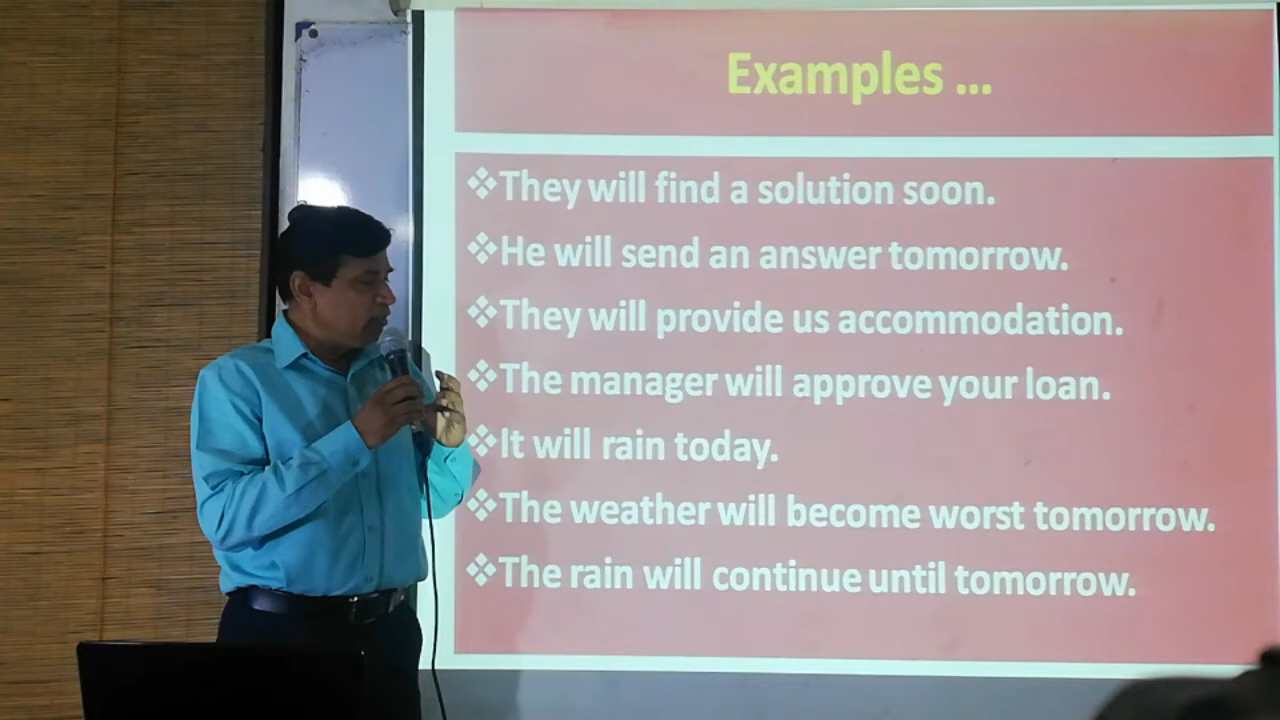 Examples ...
❖They will find a solution soon.
❖He will send an answer tomorrow.
❖They will provide us accommodation.
❖The manager will approve your loan.
❖It will rain today.
❖The weather will become worst tomorrow.
❖The rain will continue until tomorrow.